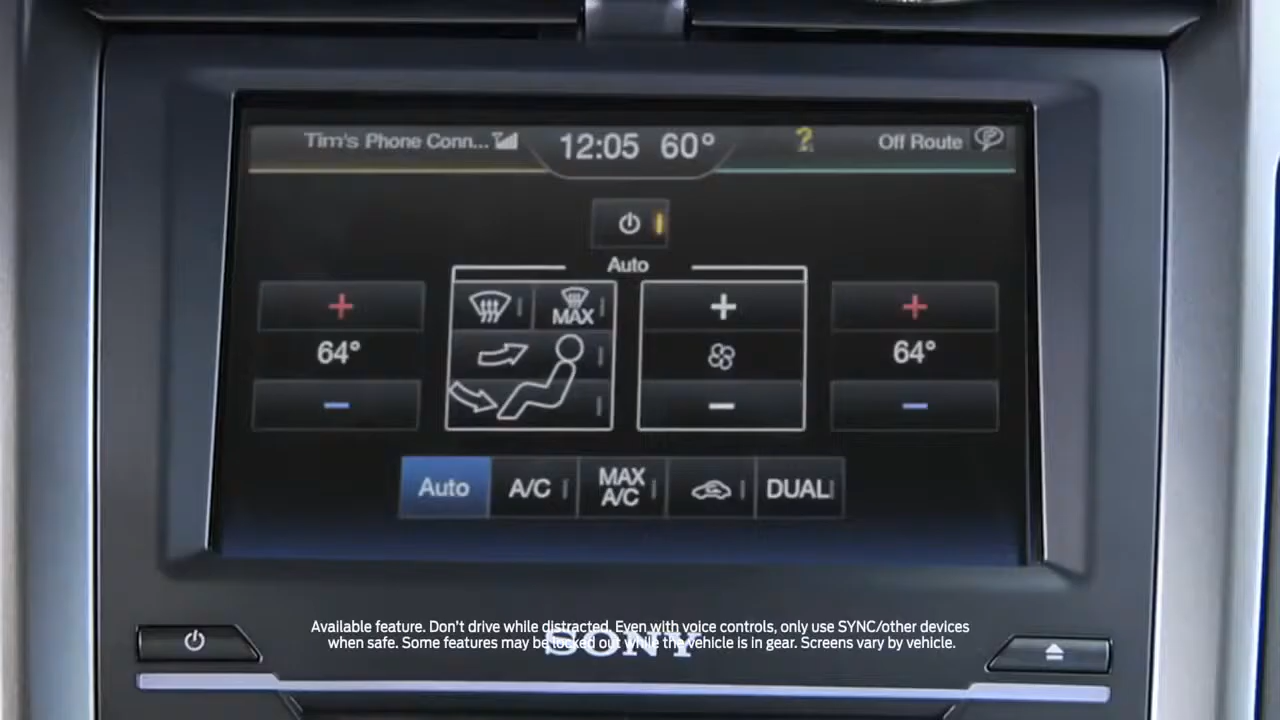 Tim's Phone Conn... 12:05 60° ? Off Route
Auto
+ MAX + +
64° 64°
− − −
Auto A/C MAX A/C DUAL
SONY
Available feature. Don't drive while distracted. Even with voice controls, only use SYNC/other devices
when safe. Some features may be locked out while the vehicle is in gear. Screens vary by vehicle.